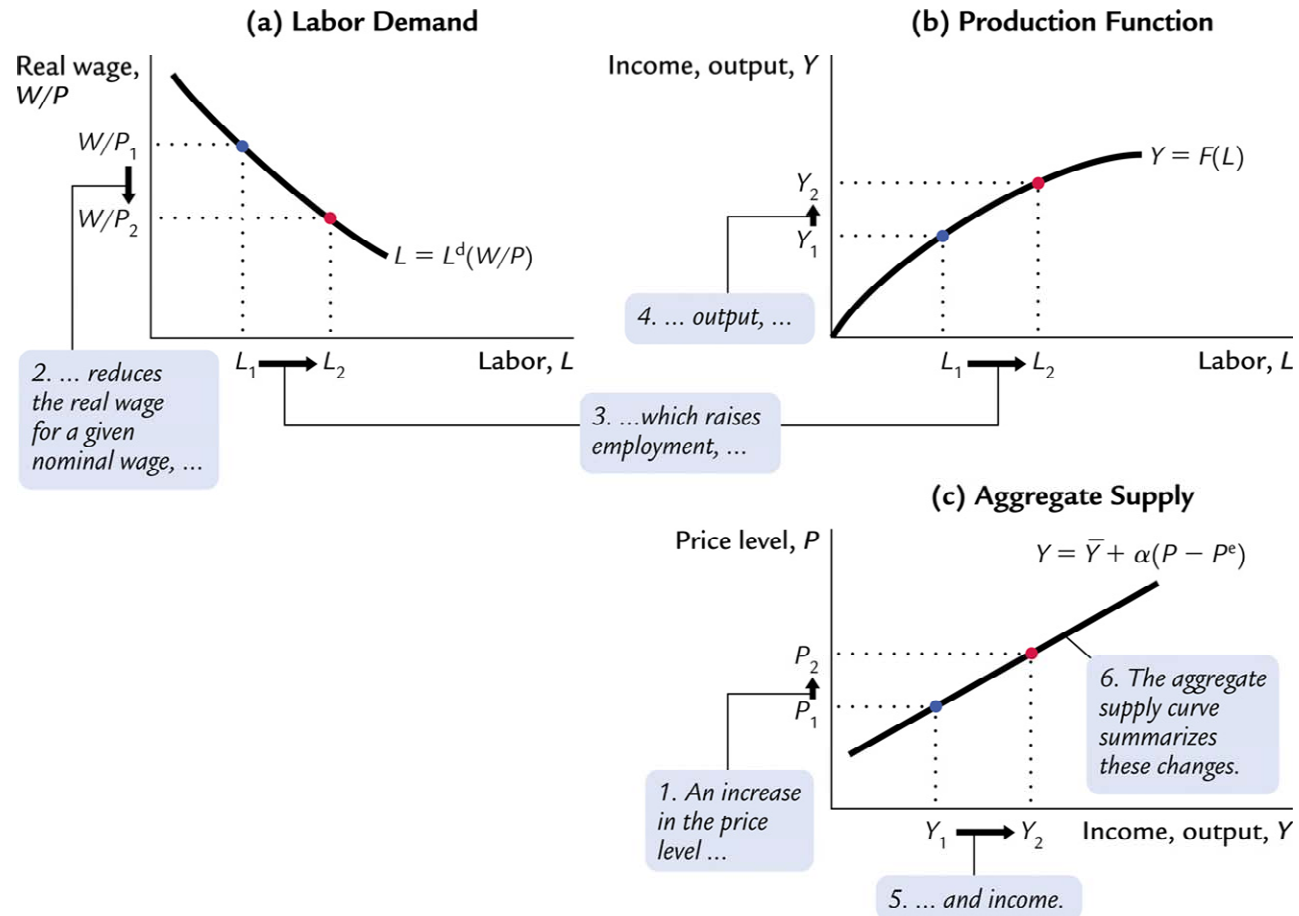 (a) Labor Demand
Real wage,
W/P
W/P₁
W/P₂
L = Lᵈ(W/P)
L₁
L₂
Labor, L
2. ... reduces
the real wage
for a given
nominal wage, ...
3. ...which raises
employment, ...
(b) Production Function
Income, output, Y
Y = F(L)
Y₂
Y₁
4. ... output, ...
L₁
L₂
Labor, L
(c) Aggregate Supply
Price level, P
Y = Y̅ + α(P − Pᵉ)
P₂
P₁
6. The aggregate
supply curve
summarizes
these changes.
1. An increase
in the price
level ...
Y₁
Y₂
Income, output, Y
5. ... and income.